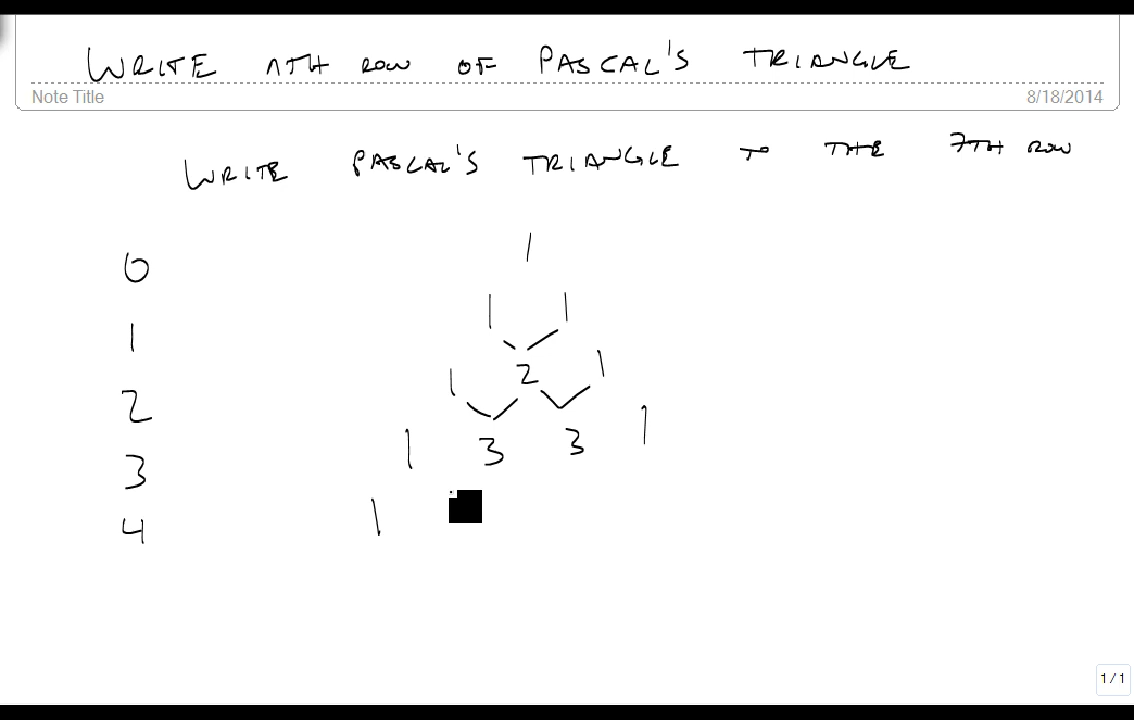 WRITE nTH ROW OF PASCAL'S TRIANGLE
Note Title 8/18/2014
WRITE PASCAL'S TRIANGLE TO THE 7TH ROW
0 1
1 1 1
2 1 2 1
3 1 3 3 1
4 1
1/1